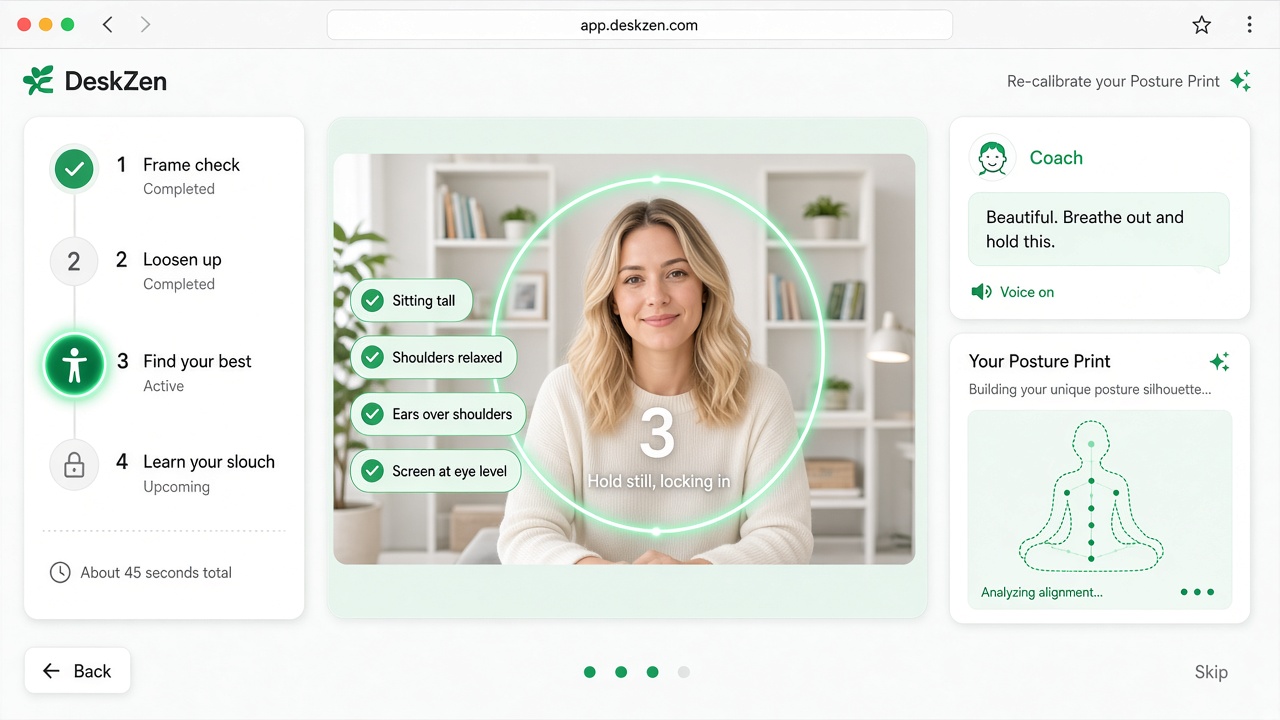 app.deskzen.com
DeskZen
Re-calibrate your Posture Print
1 Frame check
Completed
2 2 Loosen up
Completed
3 Find your best
Active
4 Learn your slouch
Upcoming
About 45 seconds total
Sitting tall
Shoulders relaxed
Ears over shoulders
Screen at eye level
3
Hold still, locking in
Coach
Beautiful. Breathe out and
hold this.
Voice on
Your Posture Print
Building your unique posture silhouette...
Analyzing alignment...
Back
Skip